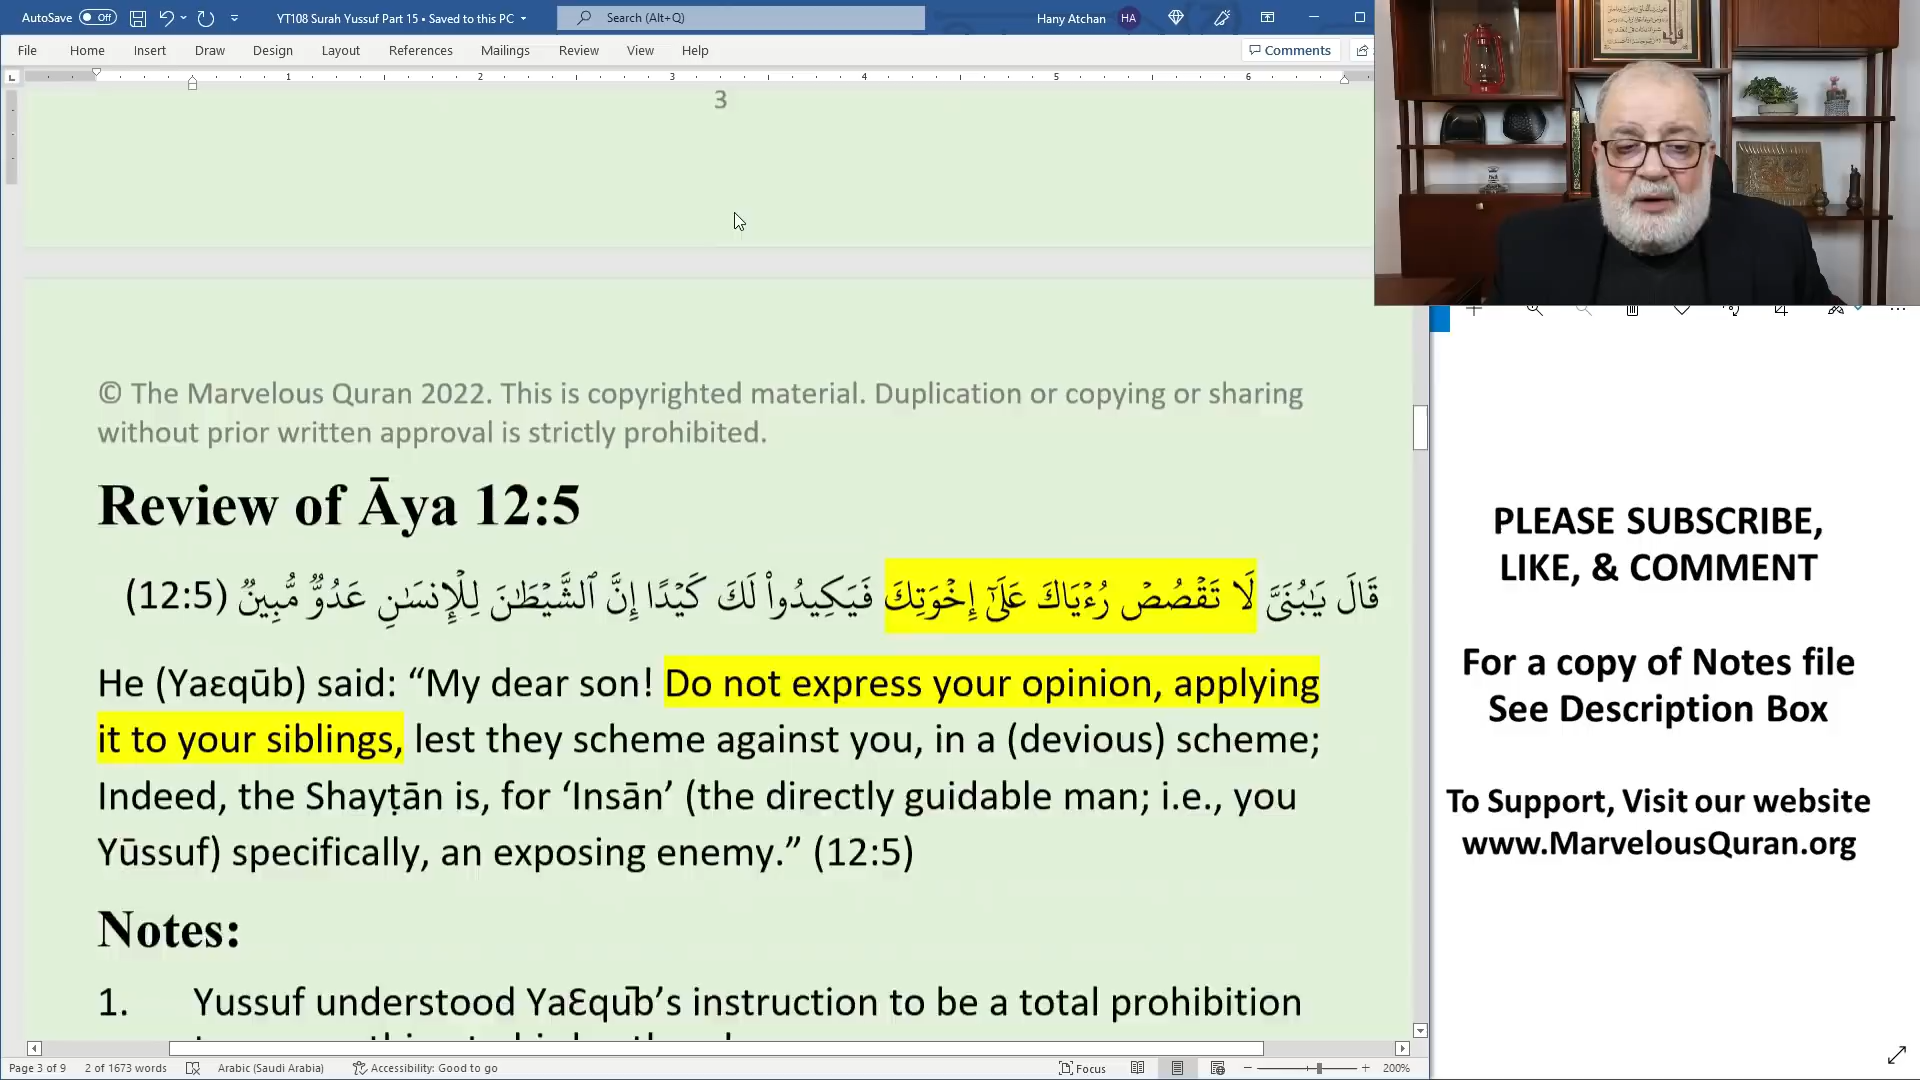 AutoSave Off YT108 Surah Yussuf Part 15 • Saved to this PC Search (Alt+Q) Hany Atchan HA
File Home Insert Draw Design Layout References Mailings Review View Help Comments
1 2 3 4 5 6
3
© The Marvelous Quran 2022. This is copyrighted material. Duplication or copying or sharing
without prior written approval is strictly prohibited.
Review of Āya 12:5
قَالَ يَـٰبُنَىَّ لَا تَقْصُصْ رُءْيَاكَ عَلَىٰٓ إِخْوَتِكَ فَيَكِيدُوا۟ لَكَ كَيْدًا إِنَّ ٱلشَّيْطَـٰنَ لِلْإِنسَـٰنِ عَدُوٌّ مُّبِينٌ (12:5)
He (Yaεqūb) said: “My dear son! Do not express your opinion, applying
it to your siblings, lest they scheme against you, in a (devious) scheme;
Indeed, the Shayṭān is, for ‘Insān’ (the directly guidable man; i.e., you
Yūssuf) specifically, an exposing enemy.” (12:5)
Notes:
1. Yussuf understood YaƐqūb’s instruction to be a total prohibition
PLEASE SUBSCRIBE,
LIKE, & COMMENT
For a copy of Notes file
See Description Box
To Support, Visit our website
www.MarvelousQuran.org
Page 3 of 9 2 of 1673 words Arabic (Saudi Arabia) Accessibility: Good to go Focus 200%